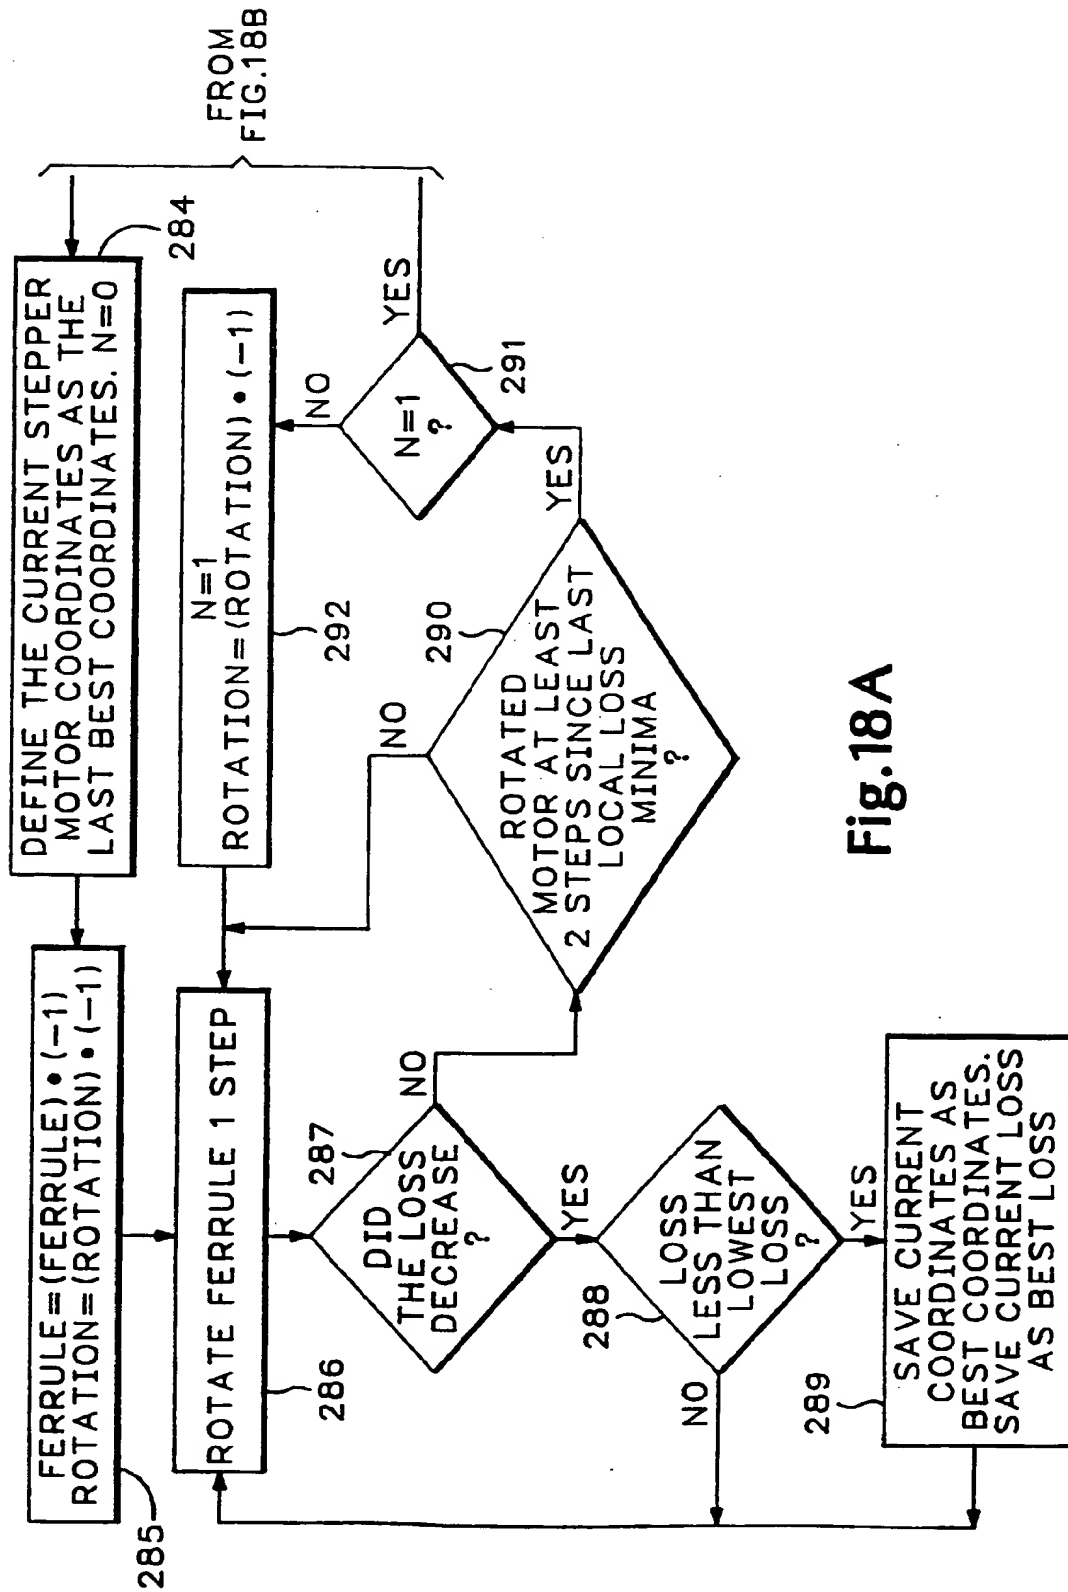 FROM
FIG.18B
DEFINE THE CURRENT STEPPER
MOTOR COORDINATES AS THE
LAST BEST COORDINATES. N=0
284
FERRULE=(FERRULE)•(−1)
ROTATION=(ROTATION)•(−1)
285
ROTATE FERRULE 1 STEP
286
DID
THE LOSS
DECREASE
?
287
NO
YES
LOSS
LESS THAN
LOWEST
LOSS
?
288
NO
YES
SAVE CURRENT
COORDINATES AS
BEST COORDINATES.
SAVE CURRENT LOSS
AS BEST LOSS
289
ROTATED
MOTOR AT LEAST
2 STEPS SINCE LAST
LOCAL LOSS
MINIMA
?
290
NO
YES
N=1
?
291
NO
YES
N=1
ROTATION=(ROTATION)•(−1)
292
Fig.18A